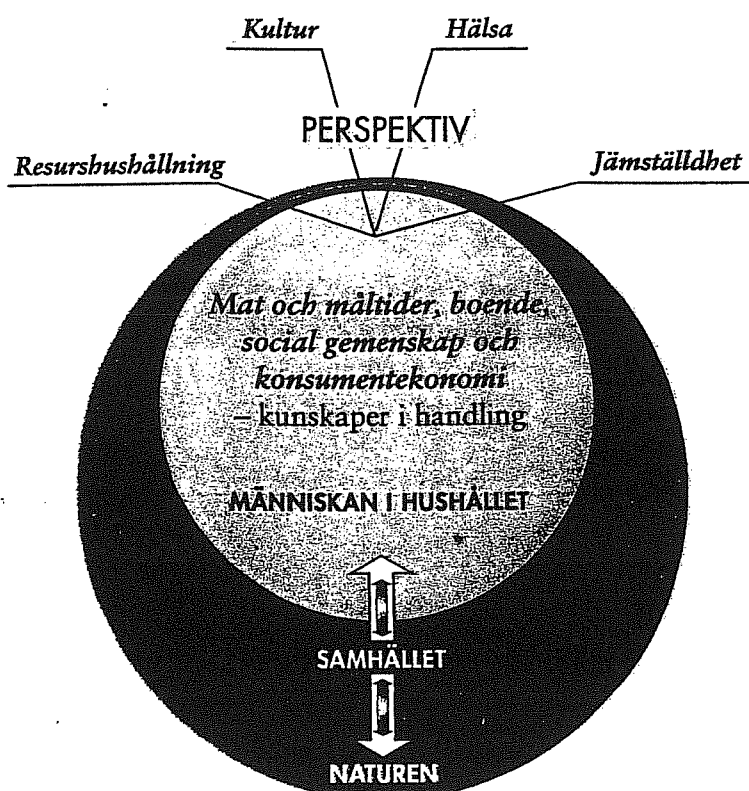 Kultur
Hälsa
PERSPEKTIV
Resurshushållning
Jämställdhet
Mat och måltider, boende,
social gemenskap och
konsumentekonomi
– kunskaper i handling
MÄNNISKAN I HUSHÅLLET
SAMHÄLLET
NATUREN